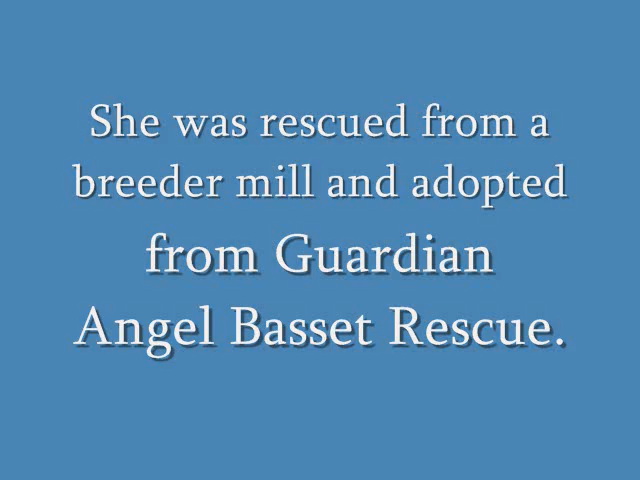 She was rescued from a
breeder mill and adopted
from Guardian
Angel Basset Rescue.